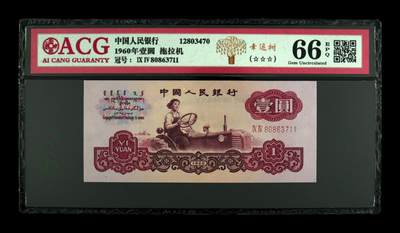 ACG
AI CANG GUARANTY
中国人民银行 12803470
1960年壹圆 拖拉机
冠号：IX IV 80863711
幸运树
(☆☆☆)
66 EPQ
Gem Uncirculated
中国人民银行
壹圆
IX IV 80863711
YI YUAN
1960
1